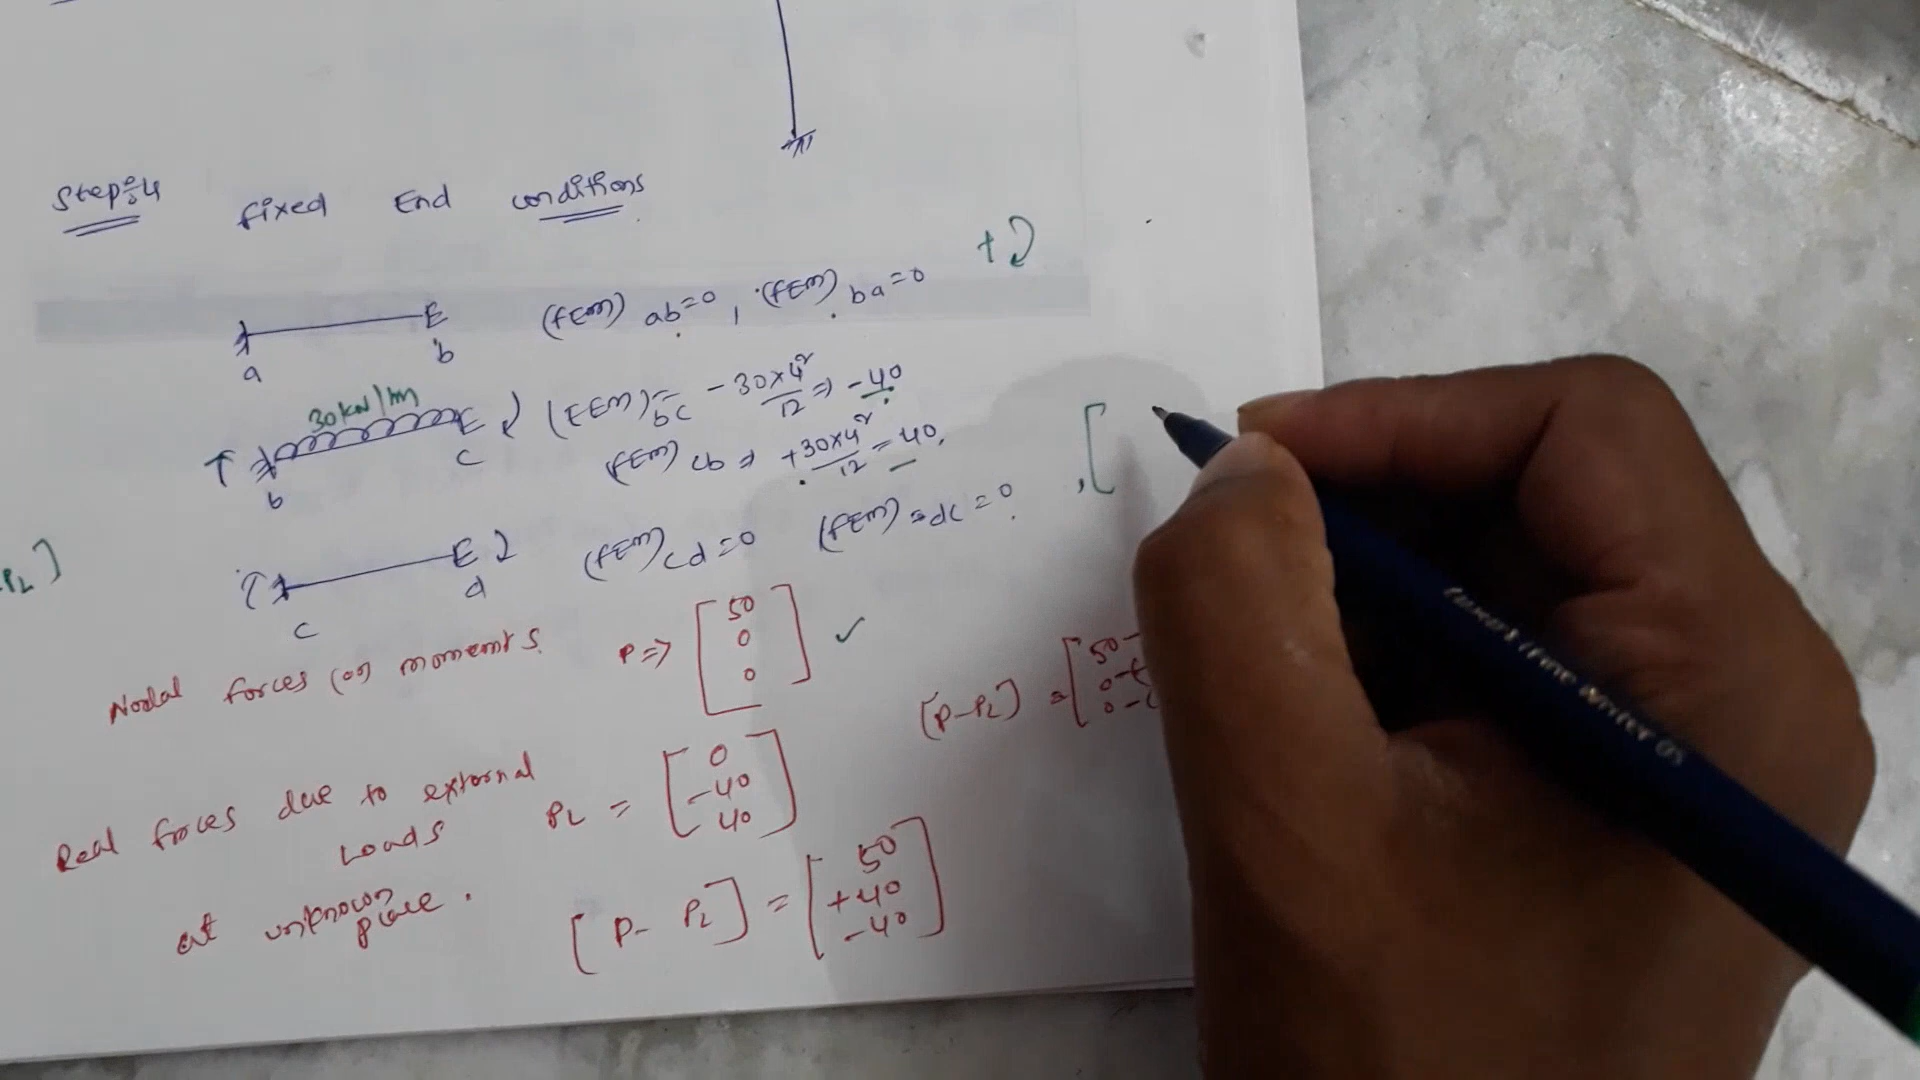 Step:4 fixed End conditions
+
(FEM) ab=0, (FEM) ba=0
a b
30kN/m
(FEM)bc = -30×4²/12 ⇒ -40
(FEM) cb ⇒ +30×4²/12 = 40
b c
(FEM) cd=0 (FEM) = dc = 0 , [
PL]
c d
Nodal forces (or) moments. P ⇒ [50 0 0] ✓
[P-PL] = [50- 0-( 0-(
Real forces due to external Loads PL = [0 -40 40]
at unknown place. [P- PL] = [50 +40 -40]